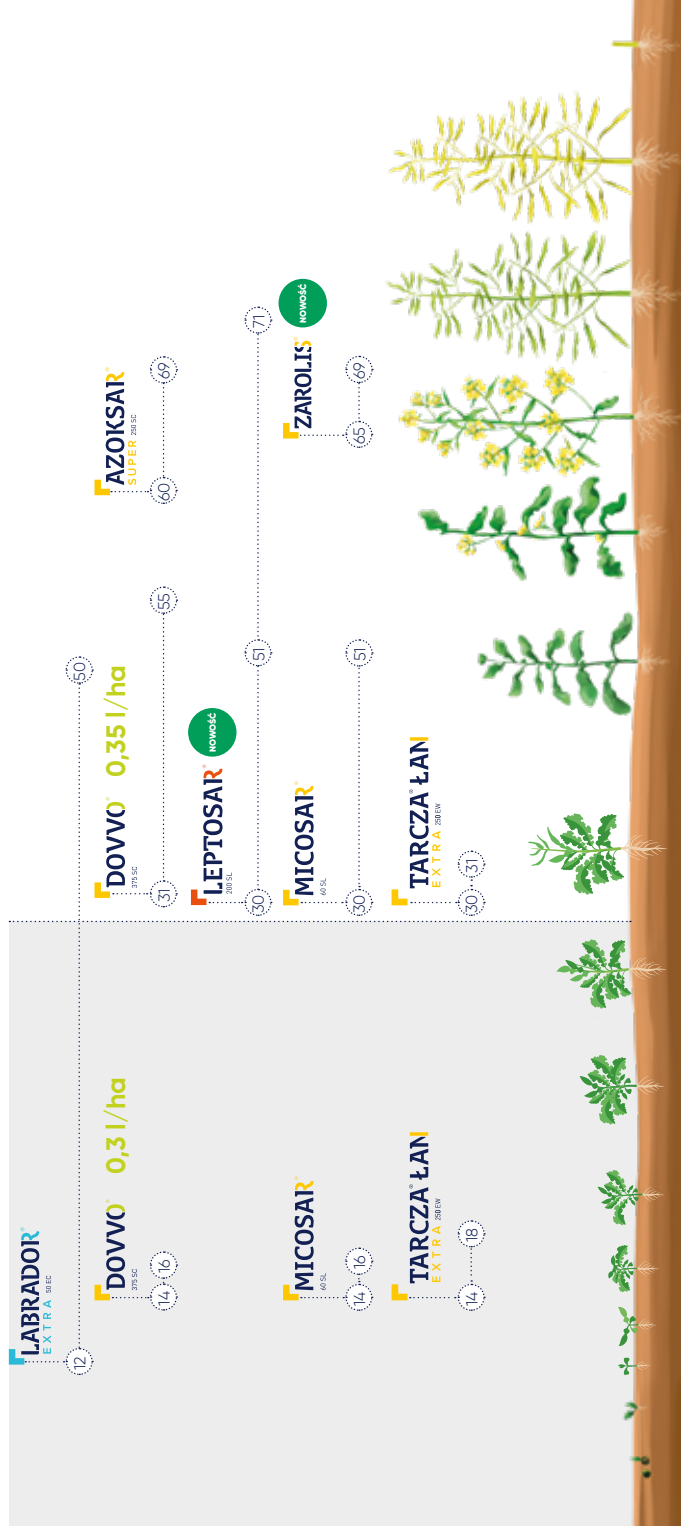 LABRADOR®
EXTRA 50 EC
12
50
DOVVO®
375 SC
0,3 l/ha
14
16
DOVVO®
375 SC
0,35 l/ha
31
55
AZOKSAR®
SUPER 250 SC
60
69
LEPTOSAR®
200 SL
NOWOŚĆ
30
51
71
MICOSAR®
60 SL
14
16
MICOSAR®
60 SL
30
51
ZAROLIS®
NOWOŚĆ
65
69
TARCZA® ŁAN
EXTRA 250 EW
14
18
TARCZA® ŁAN
EXTRA 250 EW
30
31